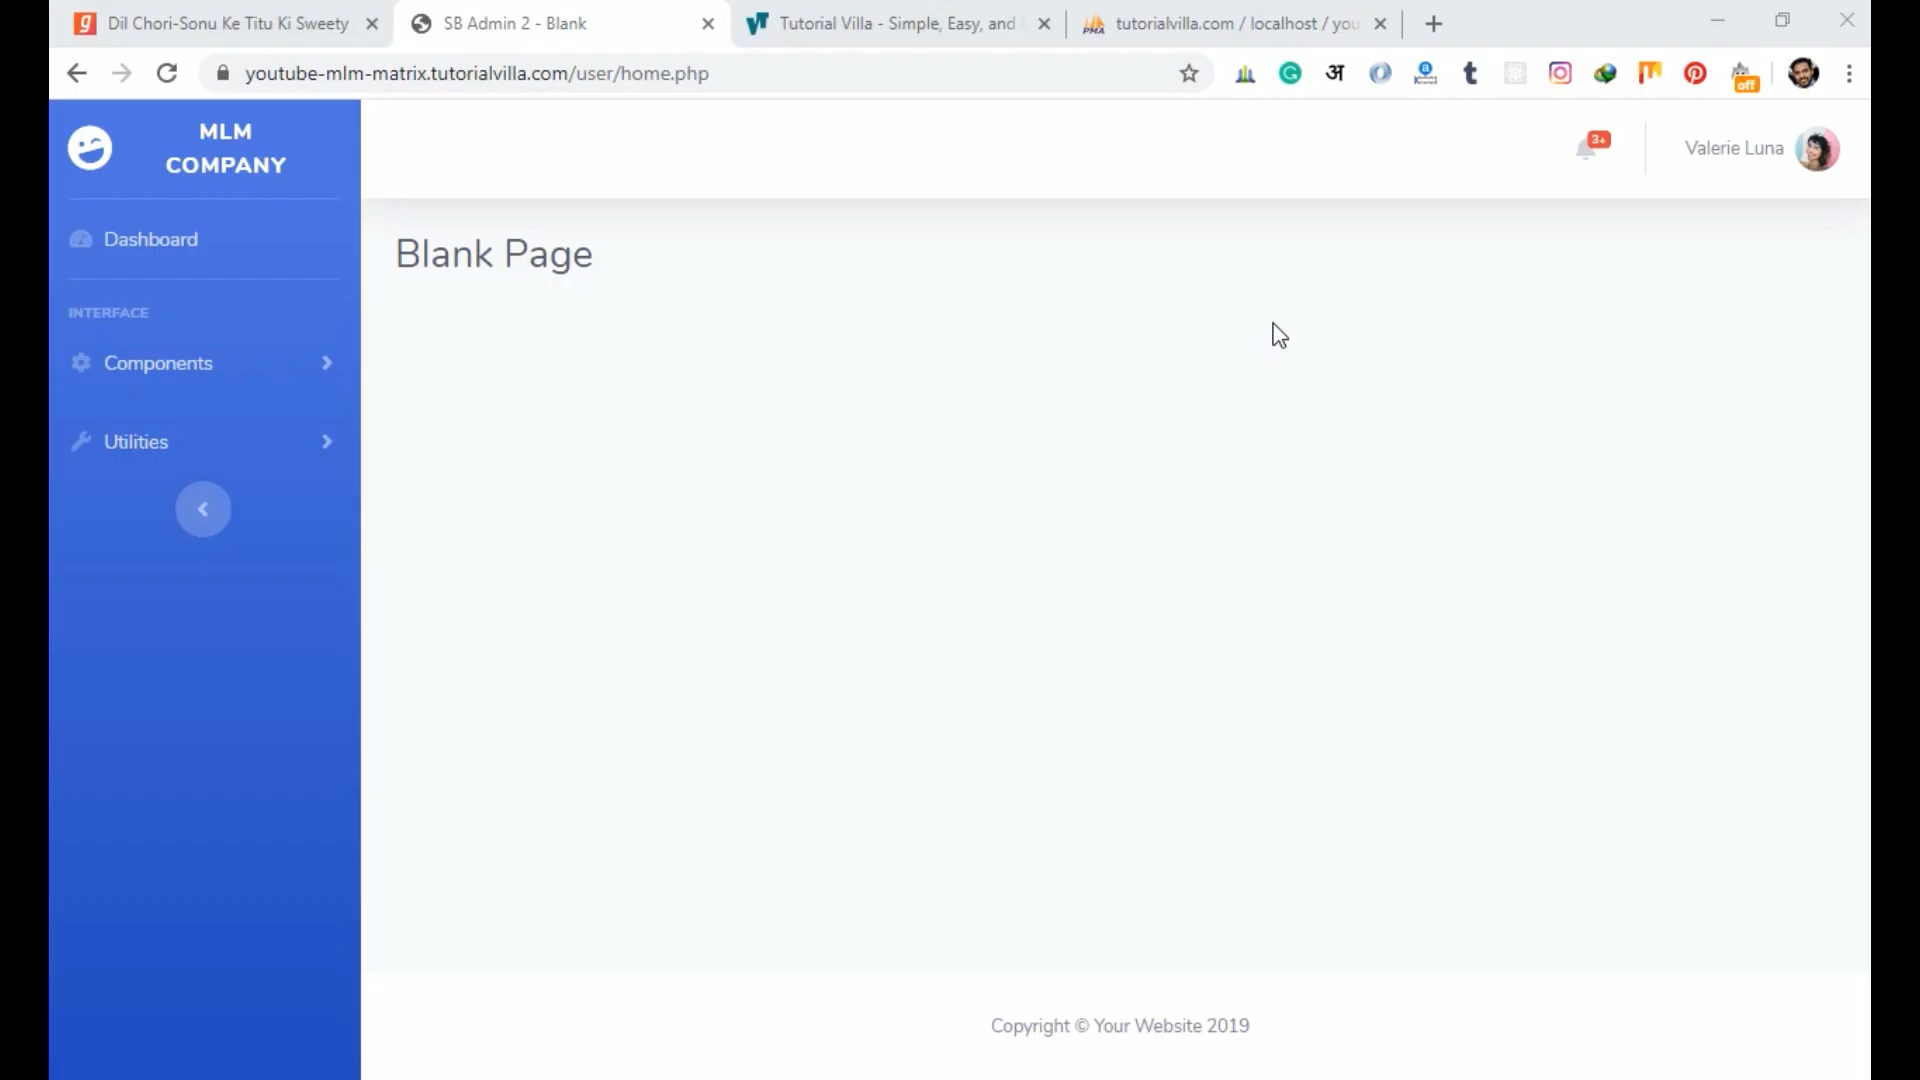 Dil Chori-Sonu Ke Titu Ki Sweety
SB Admin 2 - Blank
Tutorial Villa - Simple, Easy, and
tutorialvilla.com / localhost / you
youtube-mlm-matrix.tutorialvilla.com/user/home.php
अ
off
MLM
COMPANY
3+
Valerie Luna
Dashboard
Blank Page
INTERFACE
Components
Utilities
Copyright © Your Website 2019